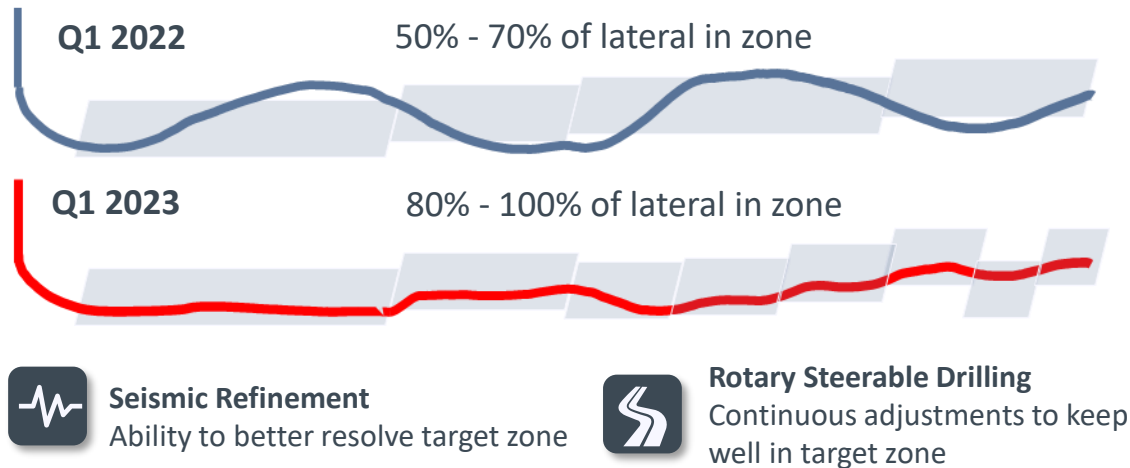 Q1 2022
50% - 70% of lateral in zone
Q1 2023
80% - 100% of lateral in zone
Seismic Refinement
Ability to better resolve target zone
Rotary Steerable Drilling
Continuous adjustments to keep
well in target zone